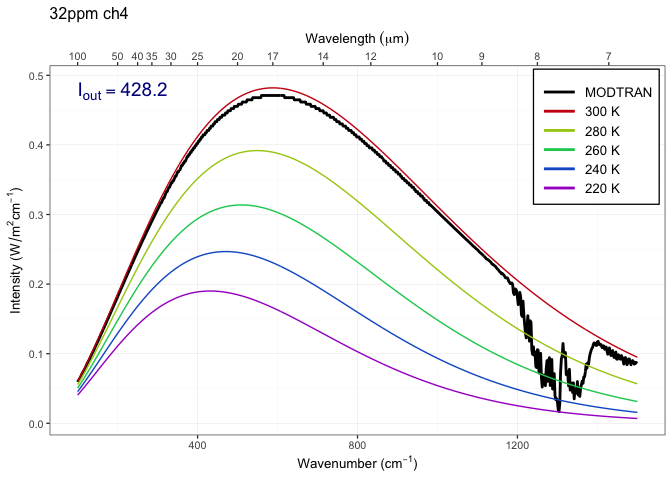 32ppm ch4
Wavelength (μm)
100 50 40 35 30 25 20 17 14 12 10 9 8 7
I_out = 428.2
MODTRAN
300 K
280 K
260 K
240 K
220 K
0.5
0.4
0.3
0.2
0.1
0.0
Intensity (W/m² cm⁻¹)
400 800 1200
Wavenumber (cm⁻¹)